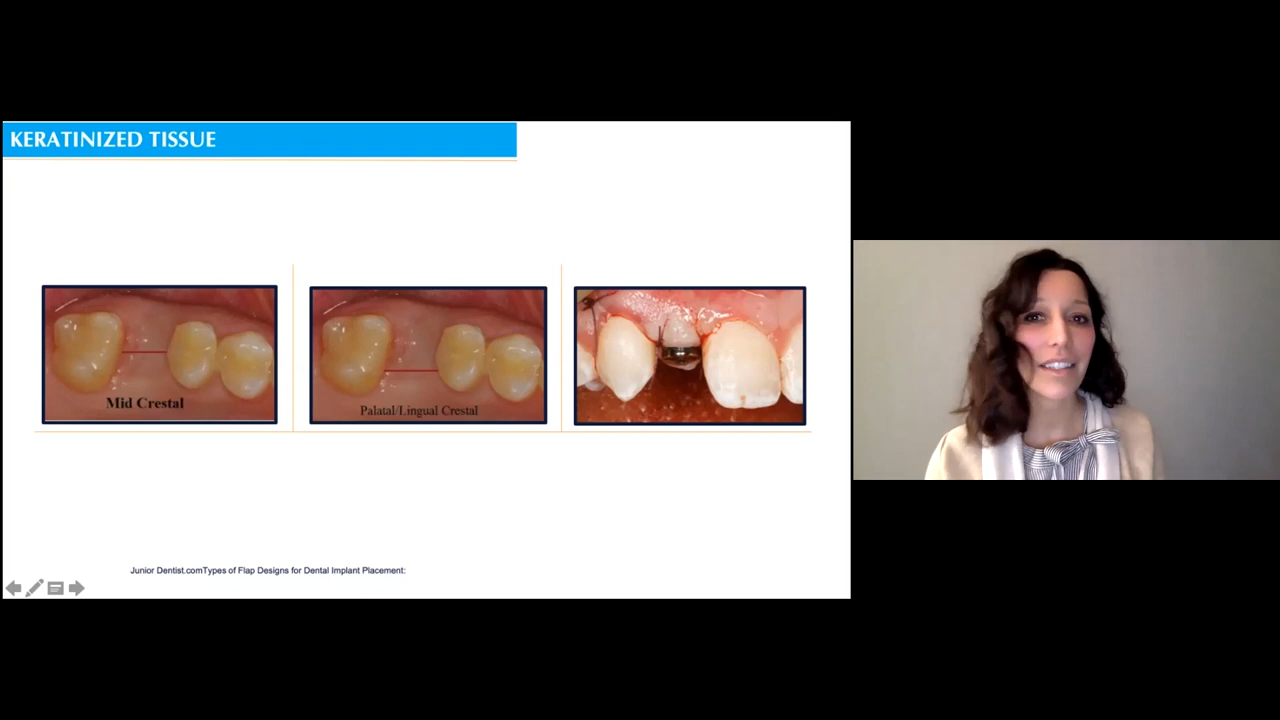 KERATINIZED TISSUE
Mid Crestal
Palatal/Lingual Crestal
Junior Dentist.comTypes of Flap Designs for Dental Implant Placement: